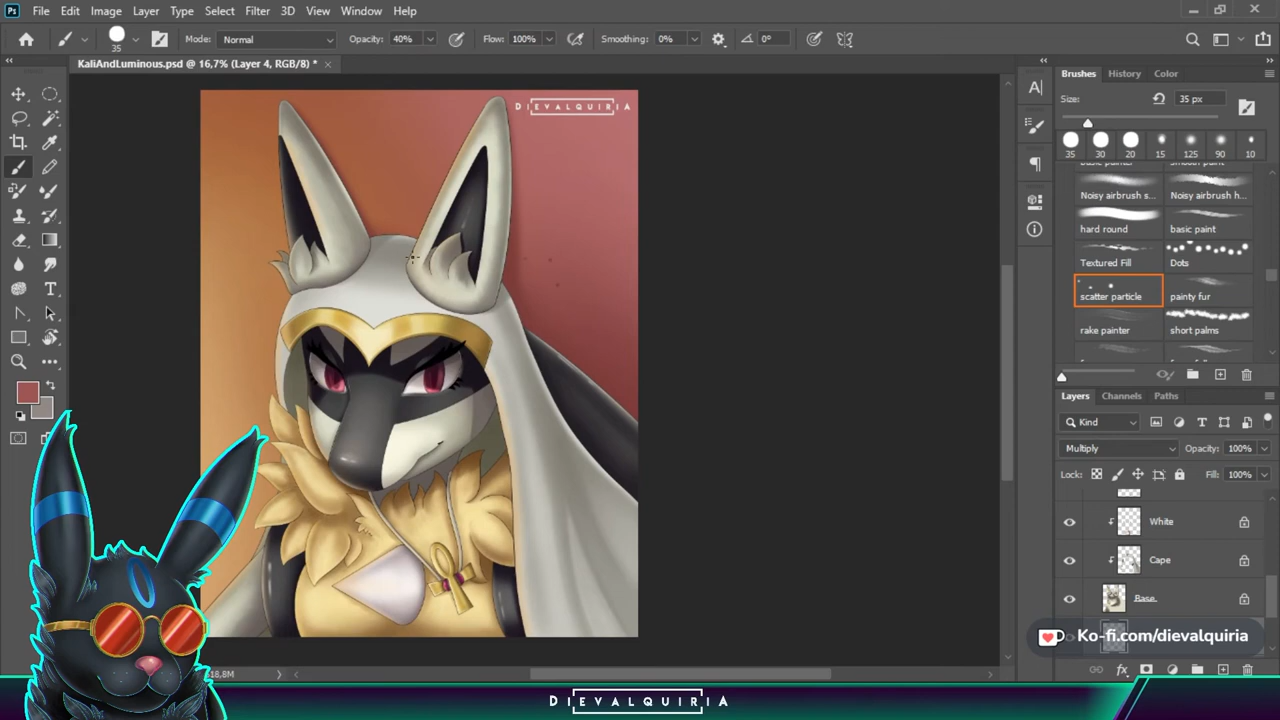 Ps File Edit Image Layer Type Select Filter 3D View Window Help
35 Mode: Normal Opacity: 40% Flow: 100% Smoothing: 0% 0°
KaliAndLuminous.psd @ 16,7% (Layer 4, RGB/8) *
DIEVALQUIRIA
Brushes History Color
Size: 35 px
35 30 20 15 125 90 10
Noisy airbrush s... Noisy airbrush h...
hard round basic paint
Textured Fill Dots
scatter particle painty fur
rake painter short palms
Layers Channels Paths
Kind
Multiply Opacity: 100%
Lock: Fill: 100%
White
Cape
Base
Ko-fi.com/dievalquiria
18,8M
DIEVALQUIRIA